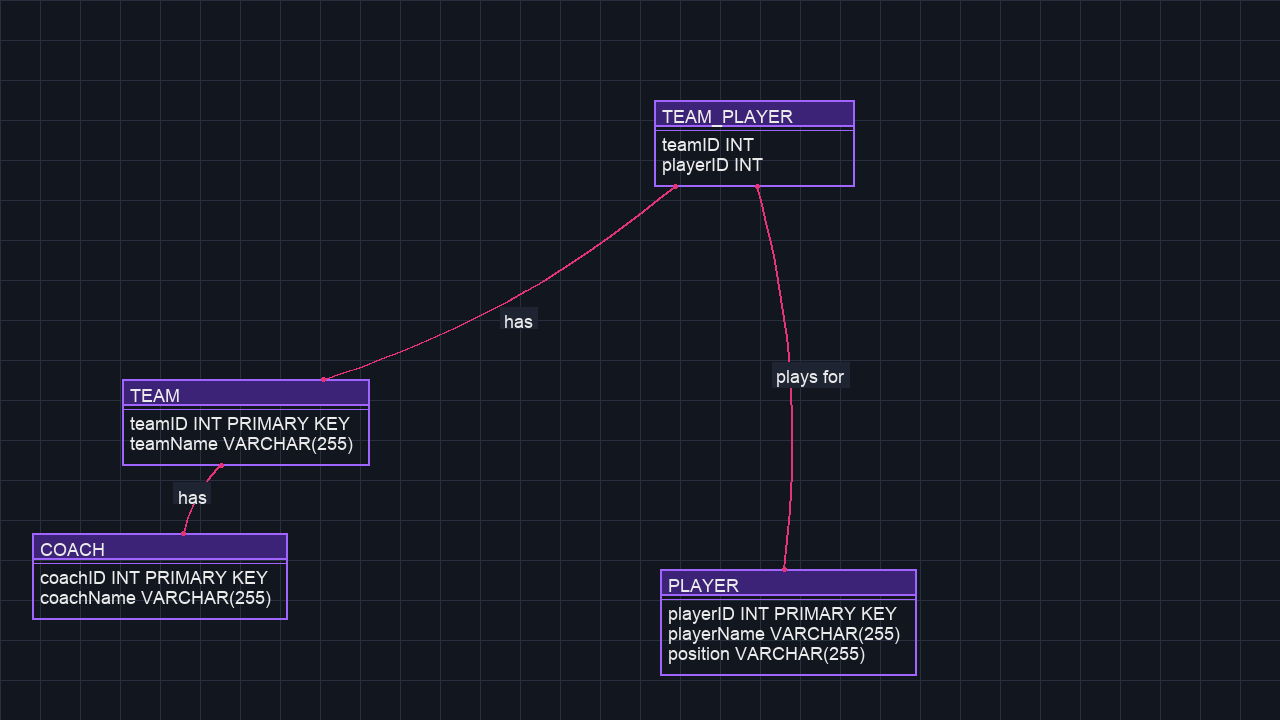 TEAM_PLAYER
teamID INT
playerID INT
has
plays for
TEAM
teamID INT PRIMARY KEY
teamName VARCHAR(255)
has
COACH
coachID INT PRIMARY KEY
coachName VARCHAR(255)
PLAYER
playerID INT PRIMARY KEY
playerName VARCHAR(255)
position VARCHAR(255)